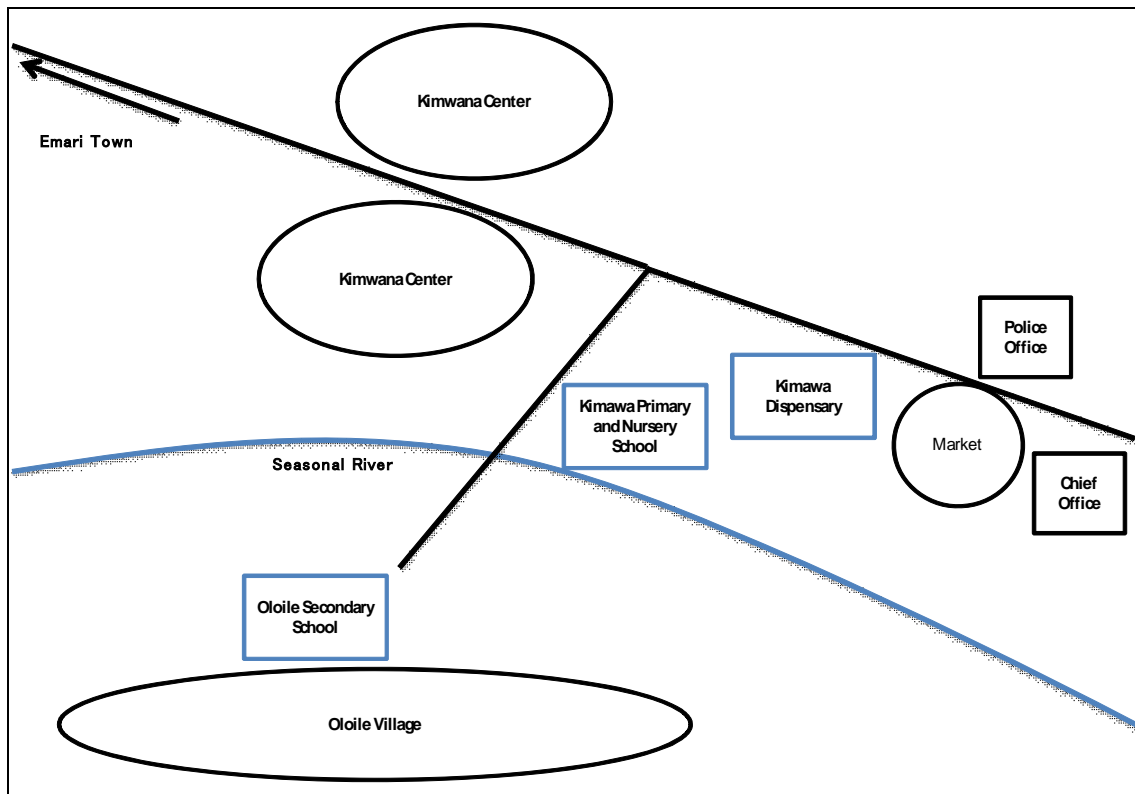 Kimwana Center
Emari Town
Kimwana Center
Police
Office
Kimawa
Dispensary
Kimawa Primary
and Nursery
School
Market
Seasonal River
Chief
Office
Oloile Secondary
School
Oloile Village